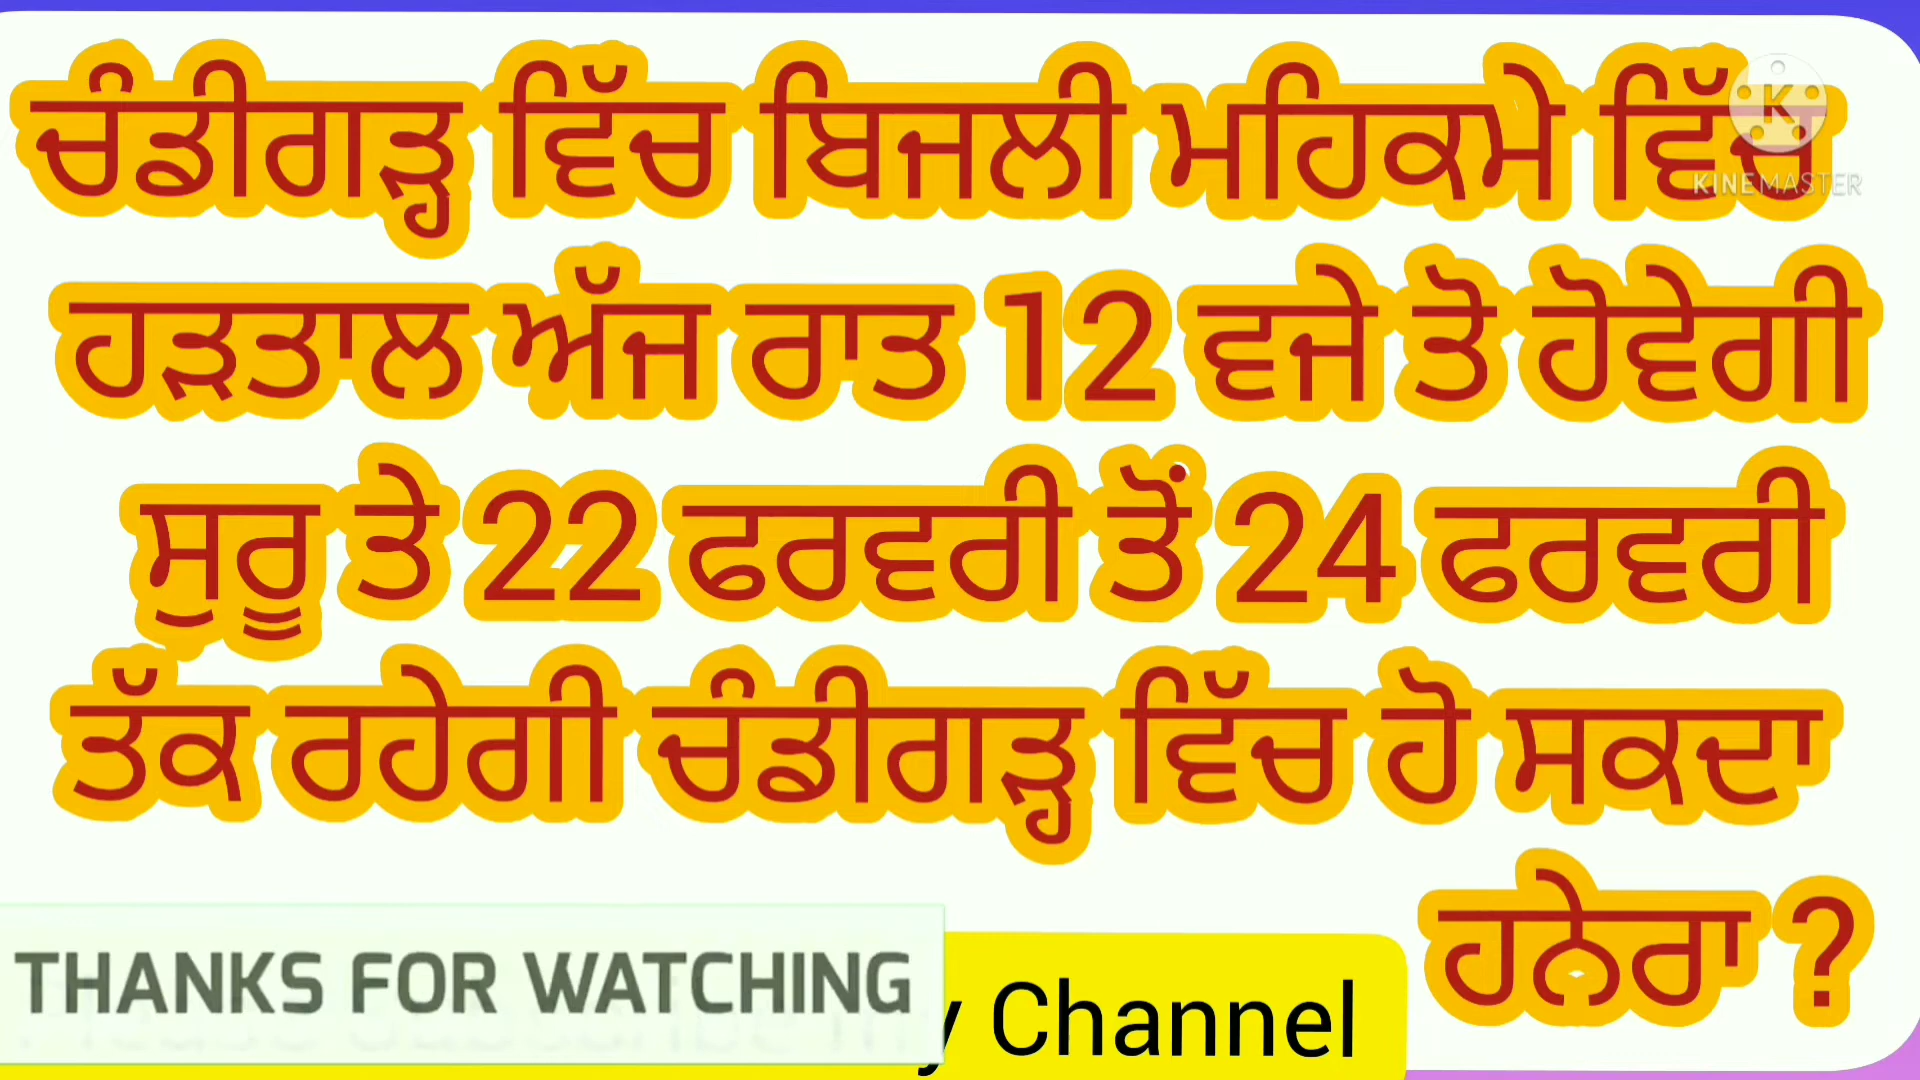 ਚੰਡੀਗੜ੍ਹ ਵਿੱਚ ਬਿਜਲੀ ਮਹਿਕਮੇ ਵਿੱਚ
KINEMASTER
ਹੜਤਾਲ ਅੱਜ ਰਾਤ 12 ਵਜੇ ਤੋ ਹੋਵੇਗੀ
ਸੁਰੂ ਤੇ 22 ਫਰਵਰੀ ਤੋਂ 24 ਫਰਵਰੀ
ਤੱਕ ਰਹੇਗੀ ਚੰਡੀਗੜ੍ਹ ਵਿੱਚ ਹੋ ਸਕਦਾ
ਹਨੇਰਾ ?
THANKS FOR WATCHING
Channel